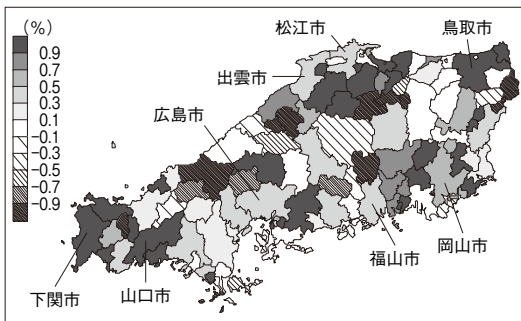 (%)
0.9
0.7
0.5
0.3
0.1
-0.1
-0.3
-0.5
-0.7
-0.9
松江市
鳥取市
出雲市
広島市
岡山市
福山市
下関市
山口市